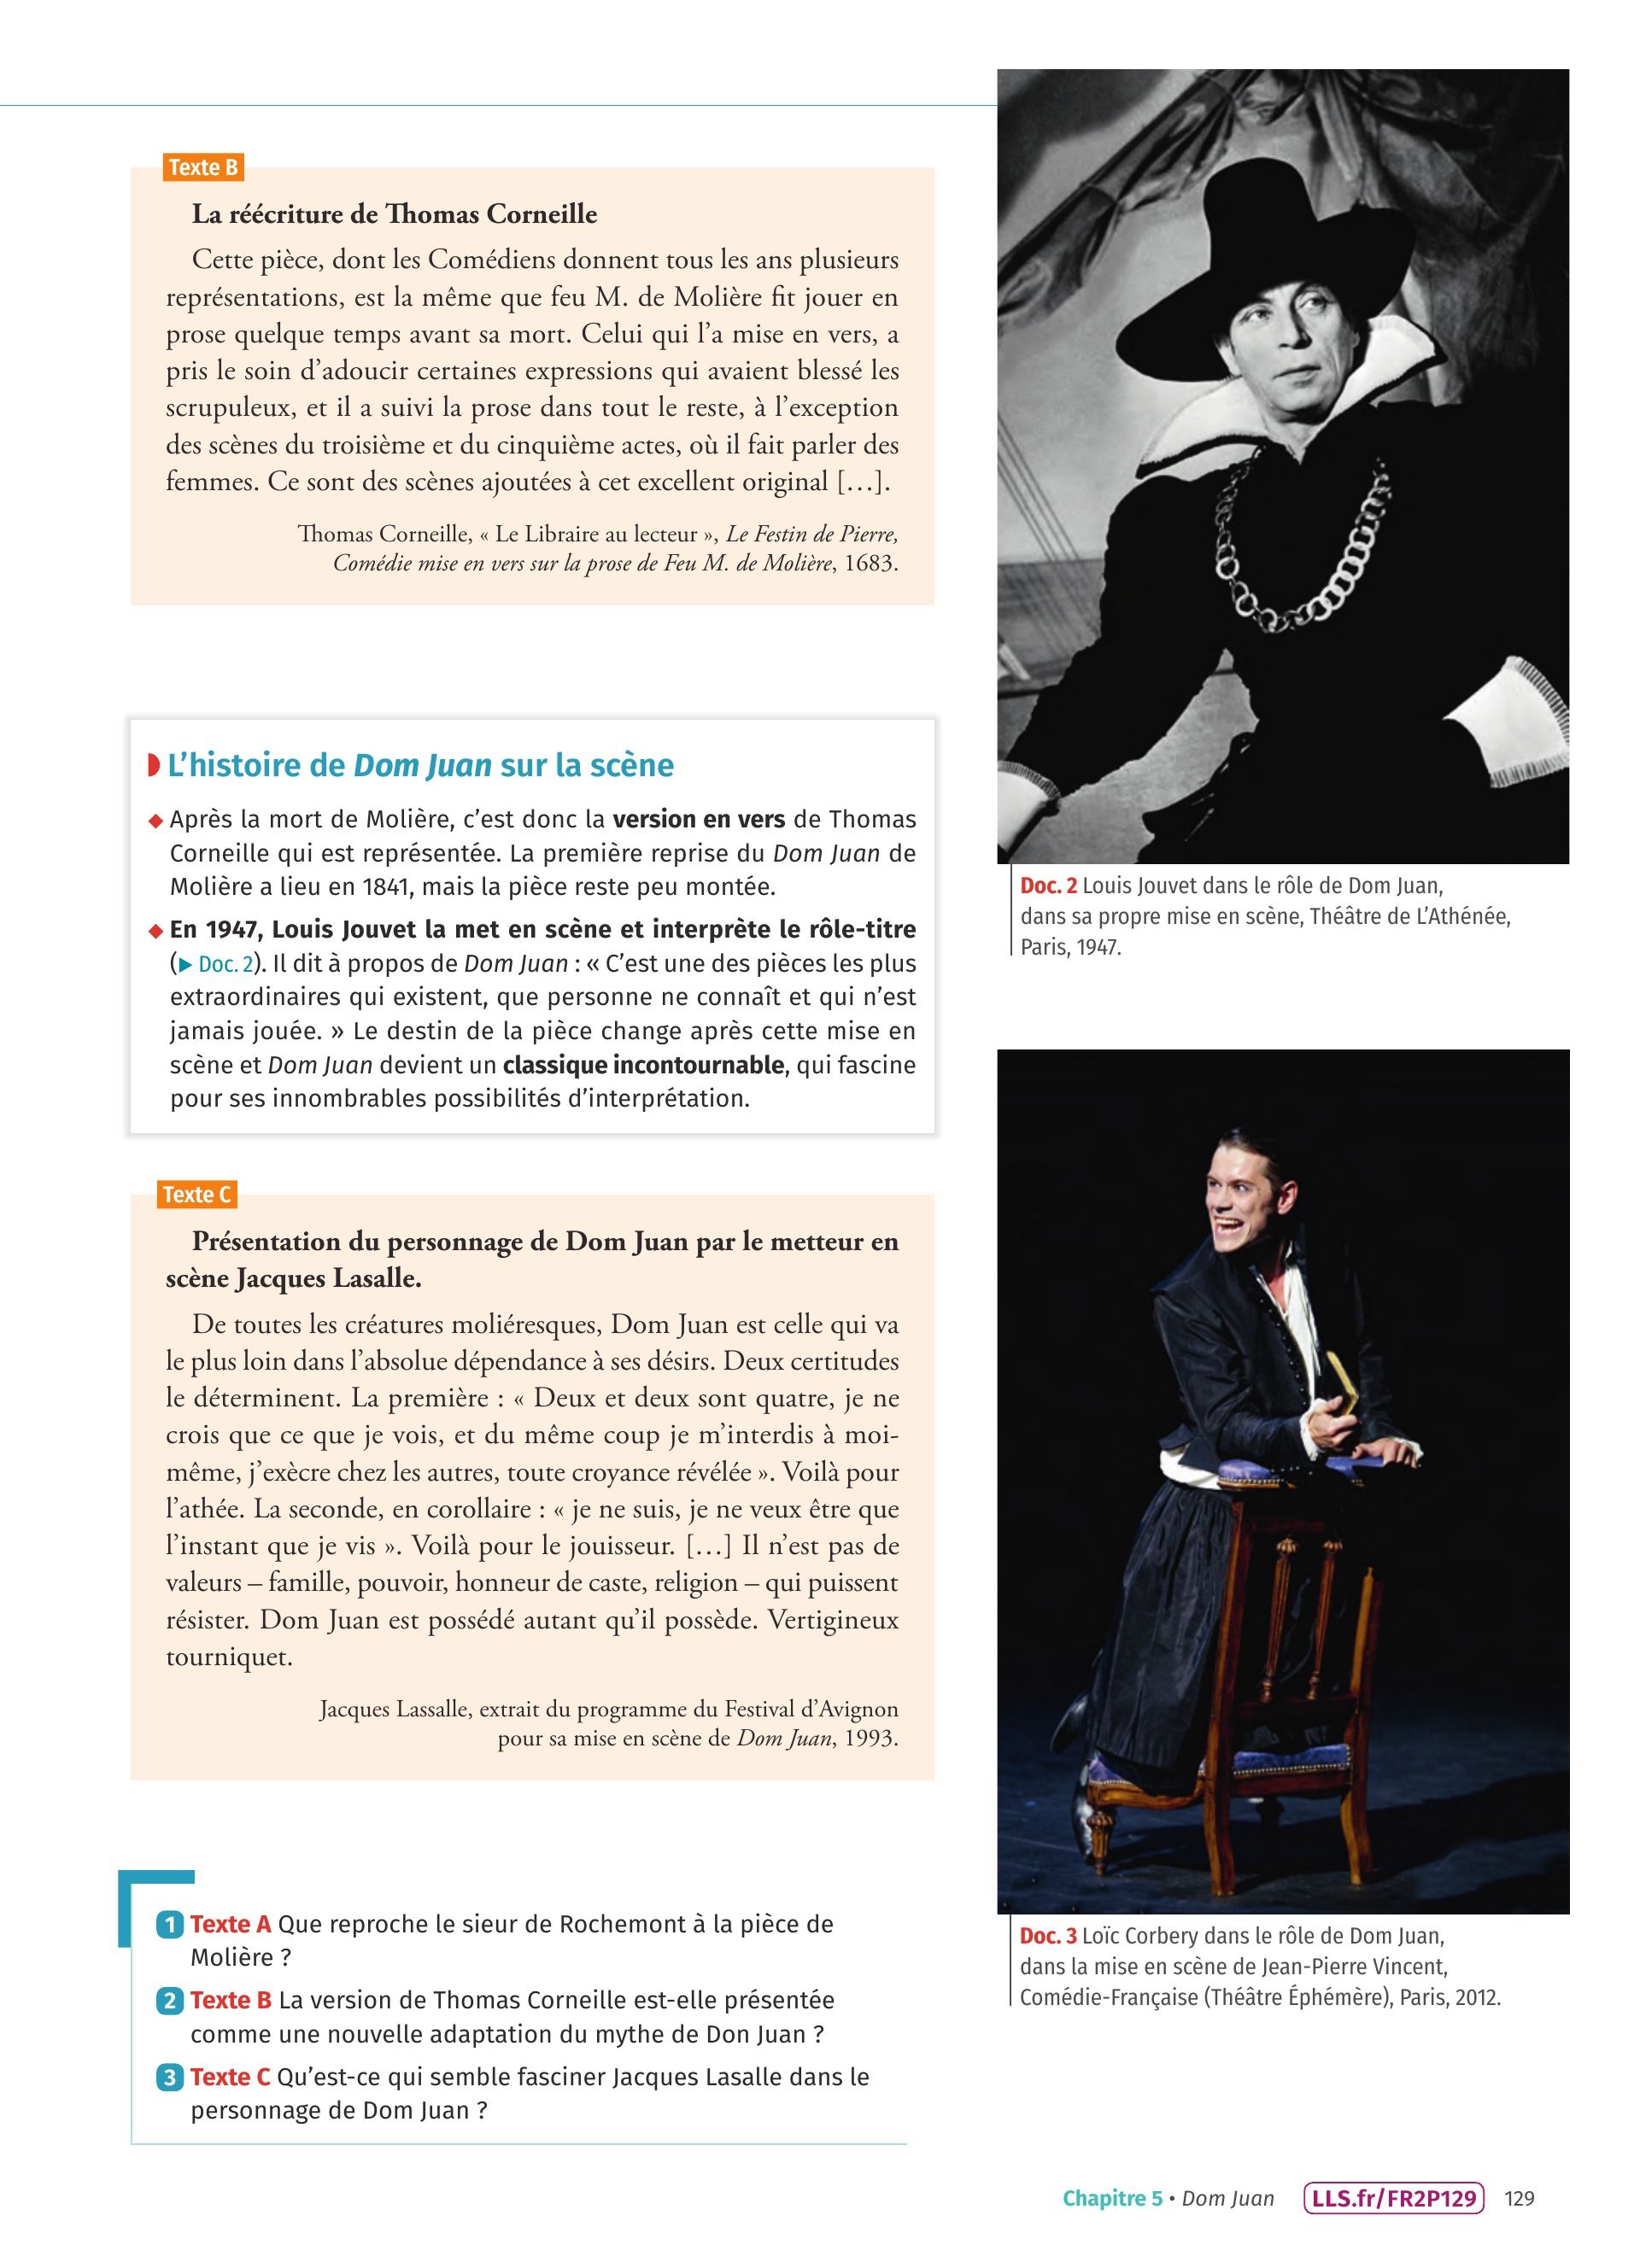 Texte B
La réécriture de Thomas Corneille
Cette pièce, dont les Comédiens donnent tous les ans plusieurs
représentations, est la même que feu M. de Molière fit jouer en
prose quelque temps avant sa mort. Celui qui l'a mise en vers, a
pris le soin d'adoucir certaines expressions qui avaient blessé les
scrupuleux, et il a suivi la prose dans tout le reste, à l'exception
des scènes du troisième et du cinquième actes, où il fait parler des
femmes. Ce sont des scènes ajoutées à cet excellent original […].
Thomas Corneille, « Le Libraire au lecteur », Le Festin de Pierre,
Comédie mise en vers sur la prose de Feu M. de Molière, 1683.
L'histoire de Dom Juan sur la scène
Après la mort de Molière, c'est donc la version en vers de Thomas
Corneille qui est représentée. La première reprise du Dom Juan de
Molière a lieu en 1841, mais la pièce reste peu montée.
En 1947, Louis Jouvet la met en scène et interprète le rôle-titre
(▶ Doc. 2). Il dit à propos de Dom Juan : « C'est une des pièces les plus
extraordinaires qui existent, que personne ne connaît et qui n'est
jamais jouée. » Le destin de la pièce change après cette mise en
scène et Dom Juan devient un classique incontournable, qui fascine
pour ses innombrables possibilités d'interprétation.
Texte C
Présentation du personnage de Dom Juan par le metteur en
scène Jacques Lasalle.
De toutes les créatures moliéresques, Dom Juan est celle qui va
le plus loin dans l'absolue dépendance à ses désirs. Deux certitudes
le déterminent. La première : « Deux et deux sont quatre, je ne
crois que ce que je vois, et du même coup je m'interdis à moi-
même, j'exècre chez les autres, toute croyance révélée ». Voilà pour
l'athée. La seconde, en corollaire : « je ne suis, je ne veux être que
l'instant que je vis ». Voilà pour le jouisseur. […] Il n'est pas de
valeurs – famille, pouvoir, honneur de caste, religion – qui puissent
résister. Dom Juan est possédé autant qu'il possède. Vertigineux
tourniquet.
Jacques Lassalle, extrait du programme du Festival d'Avignon
pour sa mise en scène de Dom Juan, 1993.
1 Texte A Que reproche le sieur de Rochemont à la pièce de
Molière ?
2 Texte B La version de Thomas Corneille est-elle présentée
comme une nouvelle adaptation du mythe de Don Juan ?
3 Texte C Qu'est-ce qui semble fasciner Jacques Lasalle dans le
personnage de Dom Juan ?
Doc. 2 Louis Jouvet dans le rôle de Dom Juan,
dans sa propre mise en scène, Théâtre de L'Athénée,
Paris, 1947.
Doc. 3 Loïc Corbery dans le rôle de Dom Juan,
dans la mise en scène de Jean-Pierre Vincent,
Comédie-Française (Théâtre Éphémère), Paris, 2012.
Chapitre 5 • Dom Juan LLS.fr/FR2P129 129